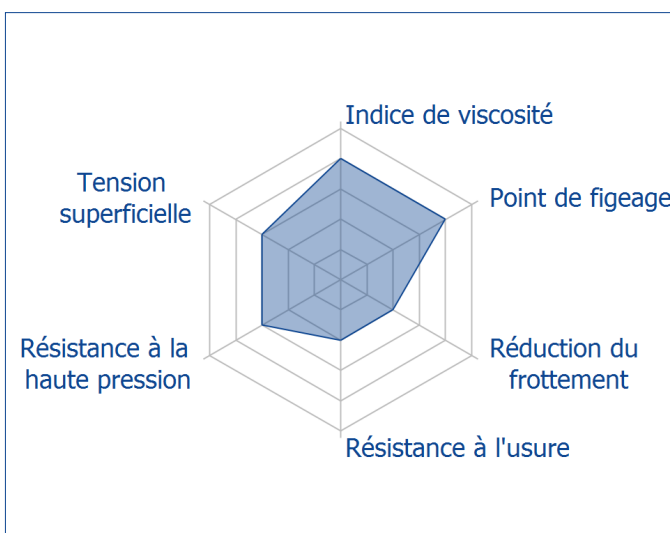 Indice de viscosité
Point de figeage
Réduction du
frottement
Résistance à l'usure
Résistance à la
haute pression
Tension
superficielle